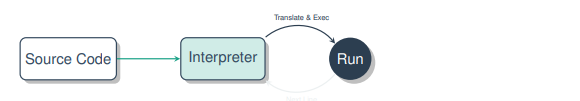 Translate & Exec
Source Code
Interpreter
Run